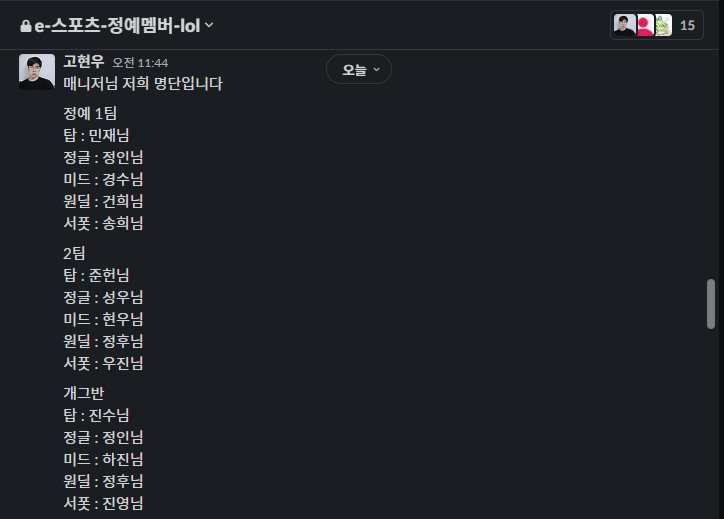 e-스포츠-정예멤버-lol
15
고현우 오전 11:44
오늘
매니저님 저희 명단입니다
정예 1팀
탑 : 민재님
정글 : 정인님
미드 : 경수님
원딜 : 건희님
서폿 : 송희님
2팀
탑 : 준헌님
정글 : 성우님
미드 : 현우님
원딜 : 정후님
서폿 : 우진님
개그반
탑 : 진수님
정글 : 정인님
미드 : 하진님
원딜 : 정후님
서폿 : 진영님